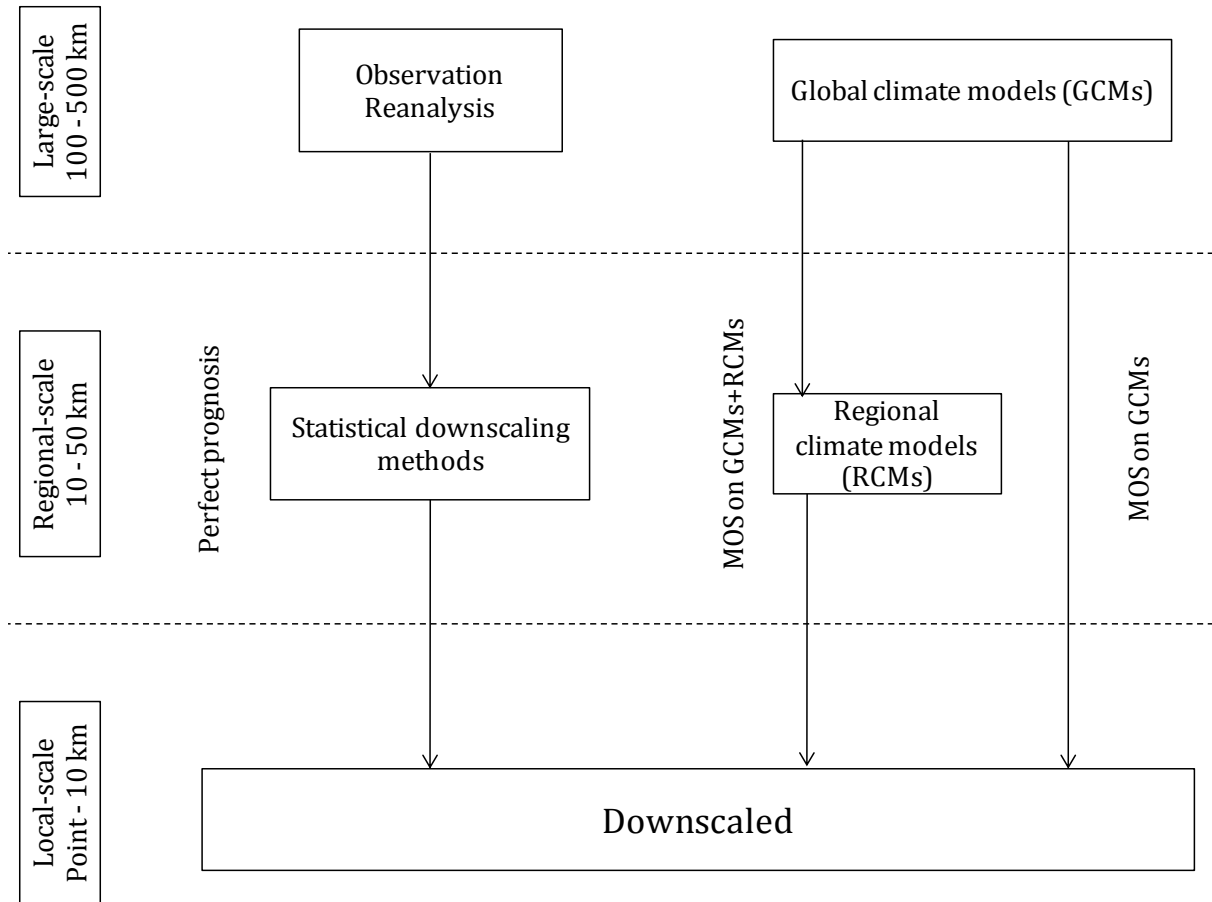 Large-scale
100 - 500 km
Observation
Reanalysis
Global climate models (GCMs)
Regional-scale
10 - 50 km
Perfect prognosis
Statistical downscaling
methods
MOS on GCMs+RCMs
Regional
climate models
(RCMs)
MOS on GCMs
Local-scale
Point - 10 km
Downscaled